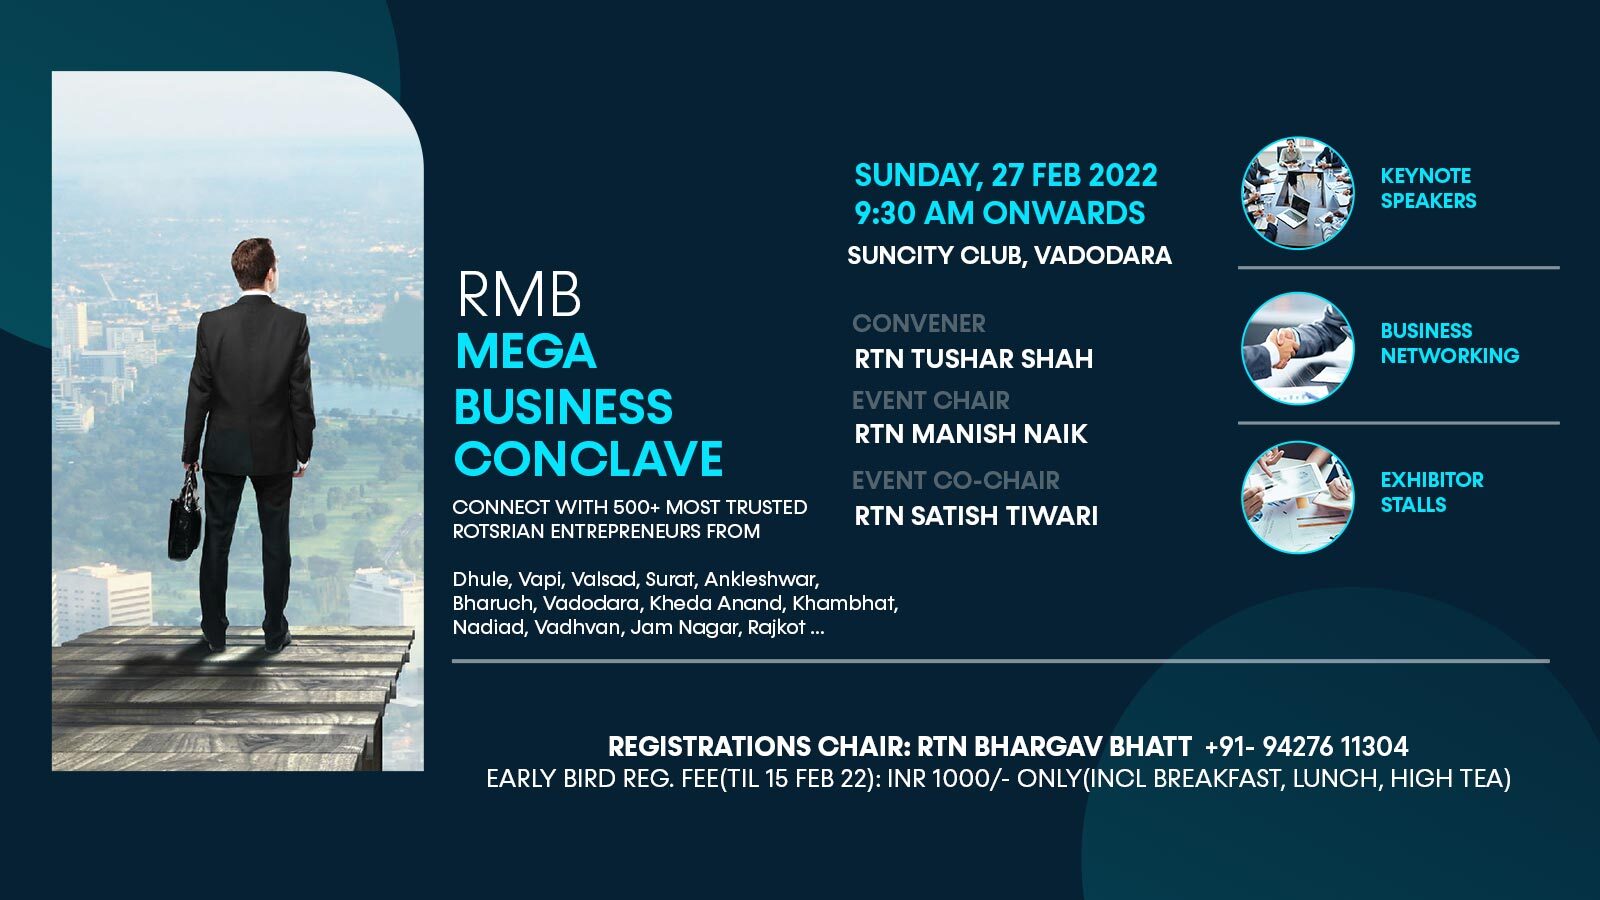 RMB
MEGA
BUSINESS
CONCLAVE
CONNECT WITH 500+ MOST TRUSTED
ROTSRIAN ENTREPRENEURS FROM
Dhule, Vapi, Valsad, Surat, Ankleshwar,
Bharuch, Vadodara, Kheda Anand, Khambhat,
Nadiad, Vadhvan, Jam Nagar, Rajkot ...
SUNDAY, 27 FEB 2022
9:30 AM ONWARDS
SUNCITY CLUB, VADODARA
CONVENER
RTN TUSHAR SHAH
EVENT CHAIR
RTN MANISH NAIK
EVENT CO-CHAIR
RTN SATISH TIWARI
KEYNOTE
SPEAKERS
BUSINESS
NETWORKING
EXHIBITOR
STALLS
REGISTRATIONS CHAIR: RTN BHARGAV BHATT +91- 94276 11304
EARLY BIRD REG. FEE(TIL 15 FEB 22): INR 1000/- ONLY(INCL BREAKFAST, LUNCH, HIGH TEA)